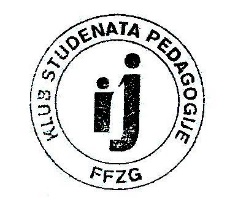 KLUB STUDENATA PEDAGOGIJE
ij
FFZG